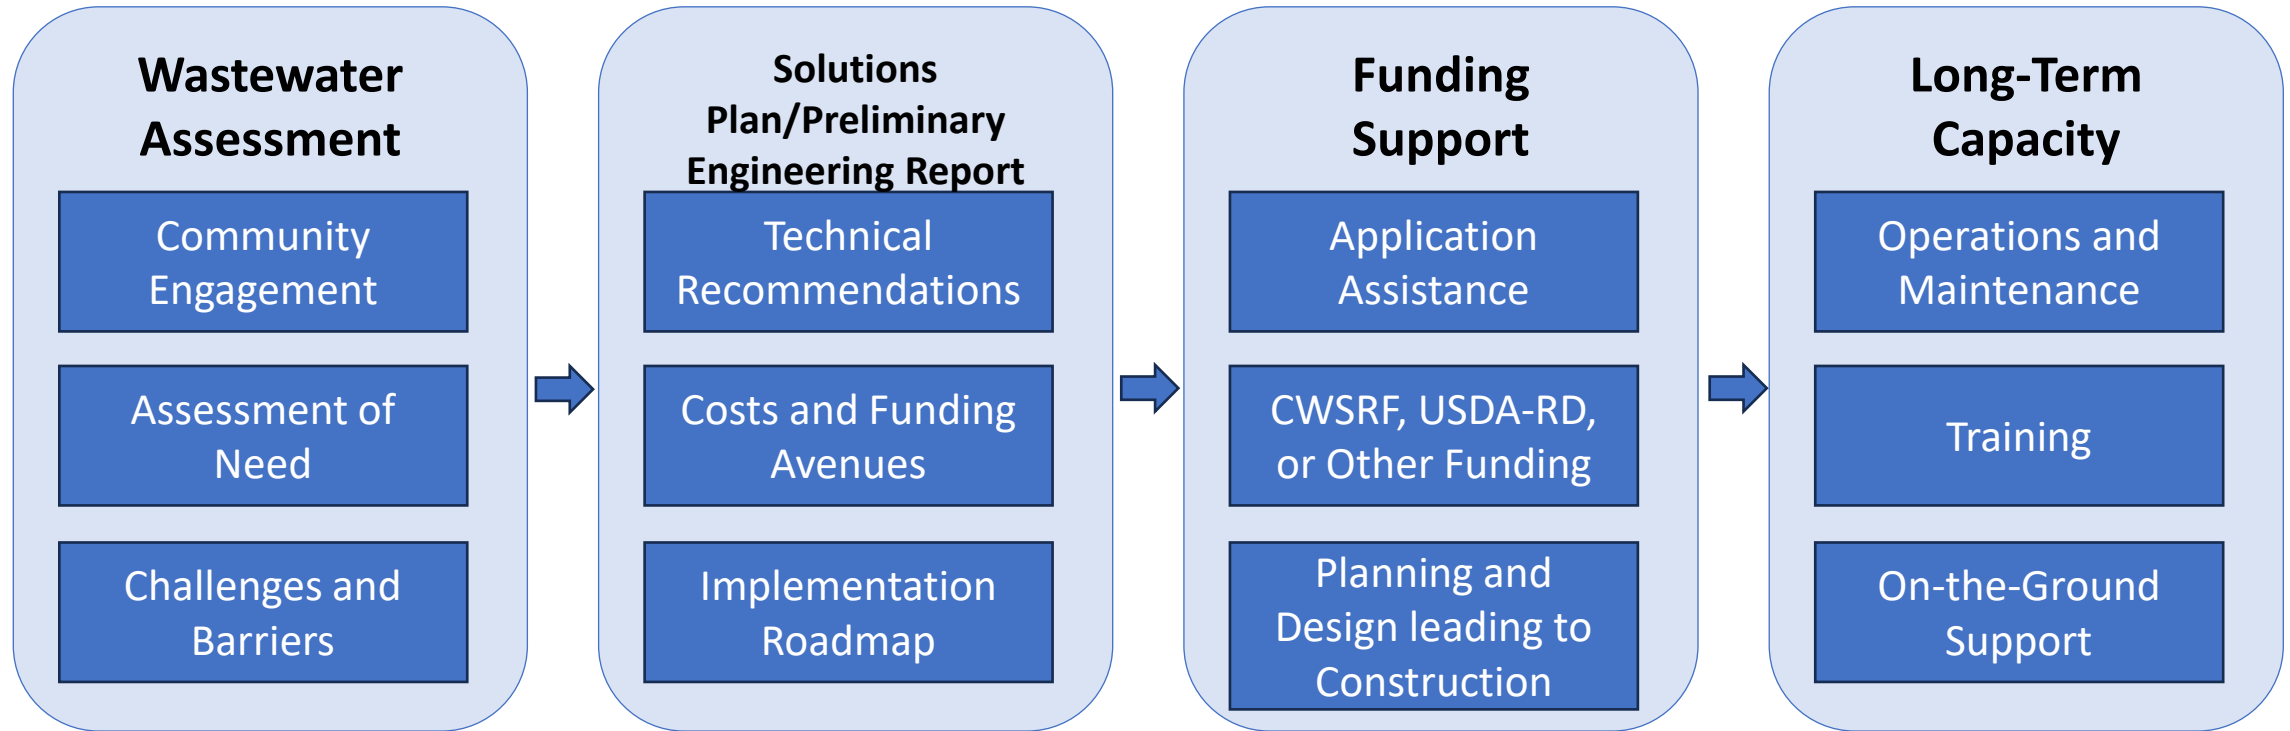 Wastewater
Assessment
Community
Engagement
Assessment of
Need
Challenges and
Barriers
Solutions
Plan/Preliminary
Engineering Report
Technical
Recommendations
Costs and Funding
Avenues
Implementation
Roadmap
Funding
Support
Application
Assistance
CWSRF, USDA-RD,
or Other Funding
Planning and
Design leading to
Construction
Long-Term
Capacity
Operations and
Maintenance
Training
On-the-Ground
Support